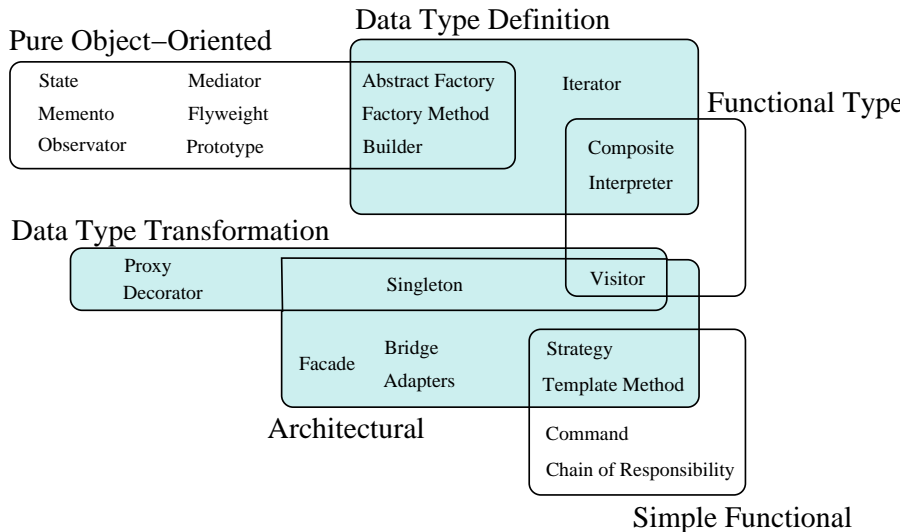 Data Type Definition
Pure Object–Oriented
State
Mediator
Abstract Factory
Iterator
Memento
Flyweight
Factory Method
Observator
Prototype
Builder
Functional Type
Composite
Interpreter
Data Type Transformation
Proxy
Decorator
Singleton
Visitor
Facade
Bridge
Adapters
Strategy
Template Method
Architectural
Command
Chain of Responsibility
Simple Functional